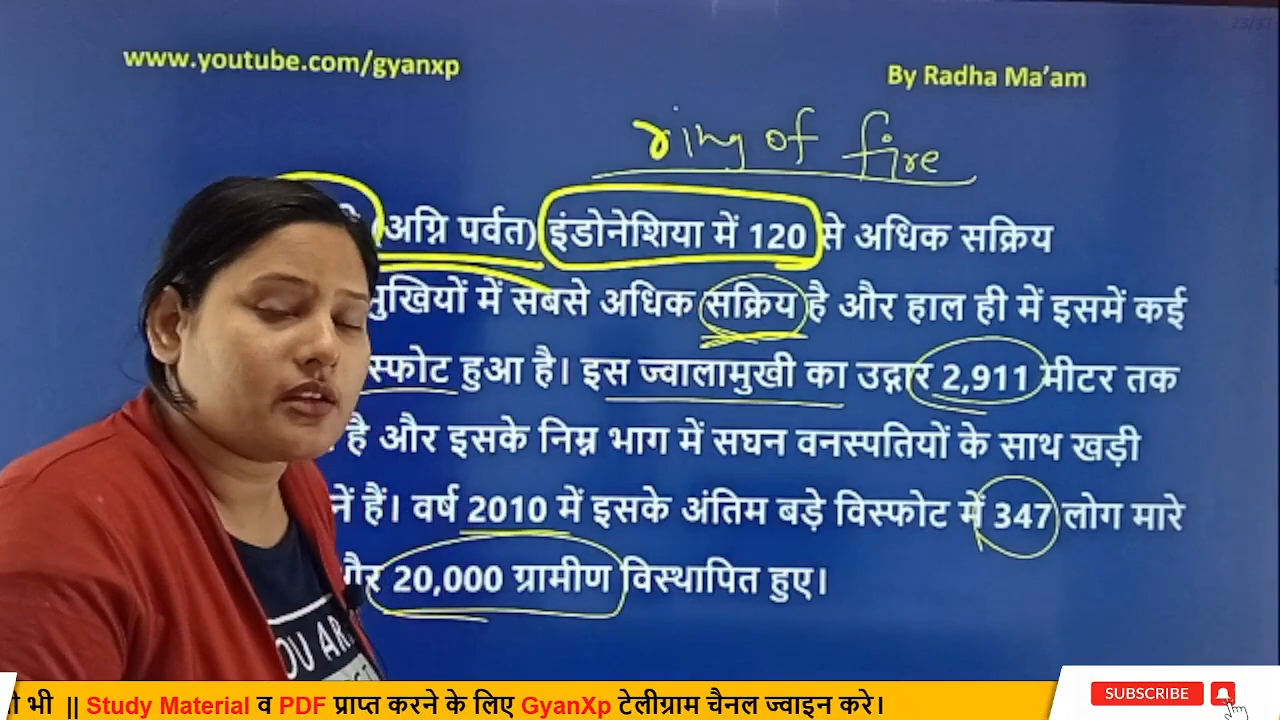 www.youtube.com/gyanxp
By Radha Ma’am
ring of fire
(अग्नि पर्वत) इंडोनेशिया में 120 से अधिक सक्रिय
में सबसे अधिक सक्रिय है और हाल ही में इसमें कई
हुआ है। इस ज्वालामुखी का उद्गार 2,911 मीटर तक
है और इसके निम्न भाग में सघन वनस्पतियों के साथ खड़ी
हैं। वर्ष 2010 में इसके अंतिम बड़े विस्फोट में 347 लोग मारे
20,000 ग्रामीण विस्थापित हुए।
भी || Study Material व PDF प्राप्त करने के लिए GyanXp टेलीग्राम चैनल ज्वाइन करे।
SUBSCRIBE
YOU AR